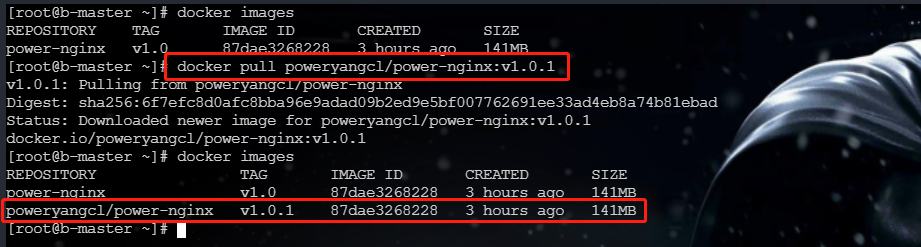 [root@b-master ~]# docker images
REPOSITORY TAG IMAGE ID CREATED SIZE
power-nginx v1.0 87dae3268228 3 hours ago 141MB
[root@b-master ~]# docker pull poweryangcl/power-nginx:v1.0.1
v1.0.1: Pulling from poweryangcl/power-nginx
Digest: sha256:6f7efc8d0afc8bba96e9adad09b2ed9e5bf007762691ee33ad4eb8a74b81ebad
Status: Downloaded newer image for poweryangcl/power-nginx:v1.0.1
docker.io/poweryangcl/power-nginx:v1.0.1
[root@b-master ~]# docker images
REPOSITORY TAG IMAGE ID CREATED SIZE
power-nginx v1.0 87dae3268228 3 hours ago 141MB
poweryangcl/power-nginx v1.0.1 87dae3268228 3 hours ago 141MB
[root@b-master ~]#